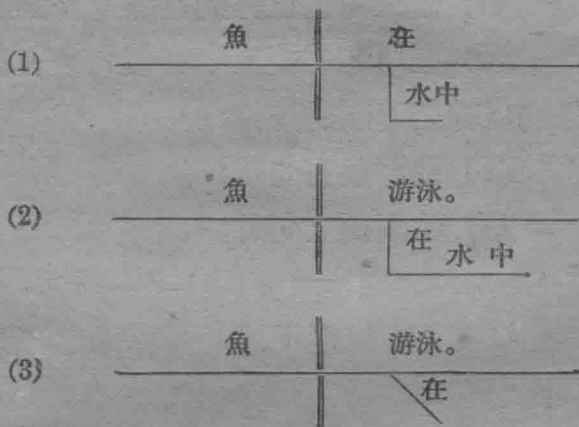 魚 在
(1)
水中
魚 游泳。
(2)
在 水 中
魚 游泳。
(3)
在